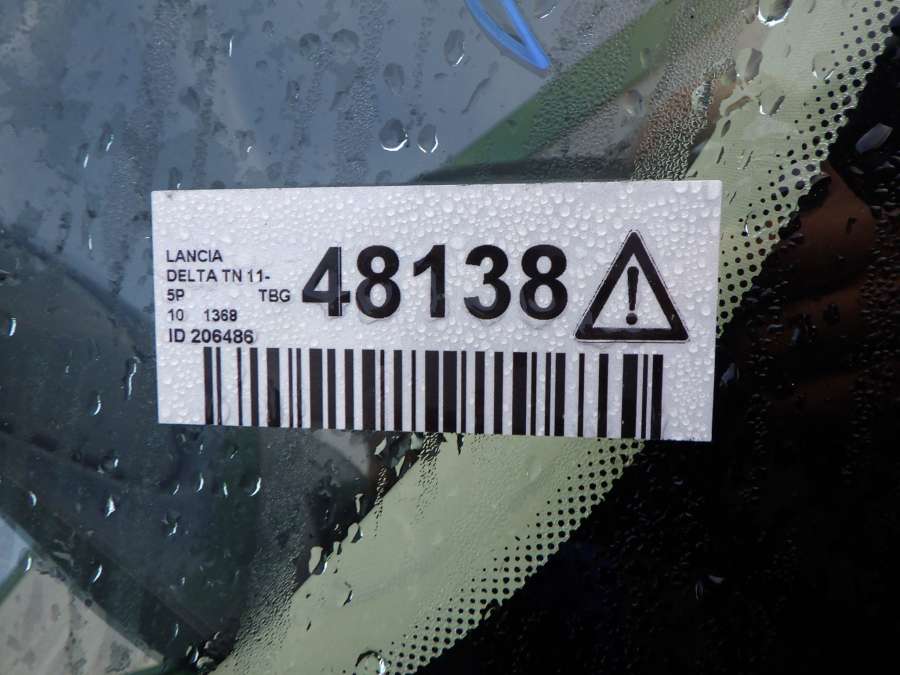 LANCIA
DELTA TN 11-
5P TBG
10 1368
ID 206486
48138